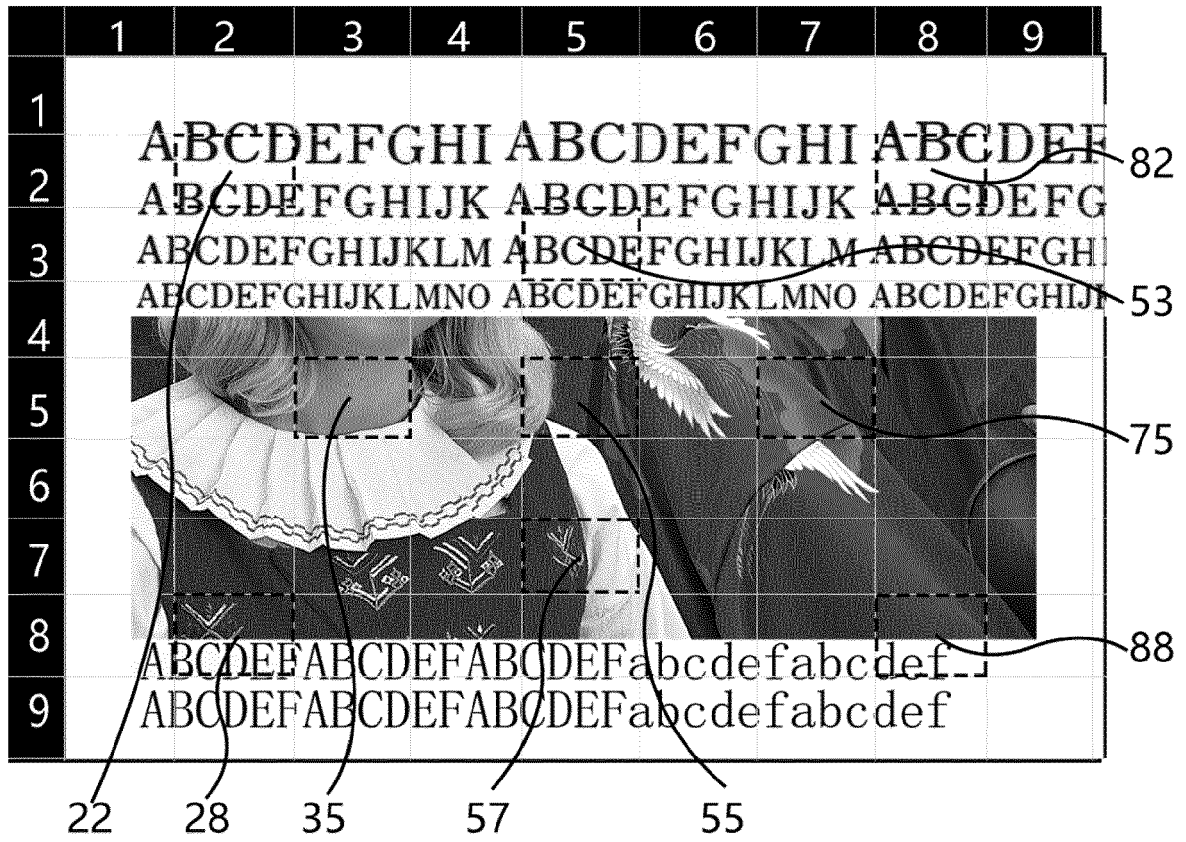 1 2 3 4 5 6 7 8 9
1
ABCDEFGHI ABCDEFGHI ABCDEF
82
2
ABCDEFGHIJK ABCDEFGHIJK ABCDEFG
3
ABCDEFGHIJKLM ABCDEFGHIJKLM ABCDEFGH
53
ABCDEFGHIJKLMNO ABCDEFGHIJKLMNO ABCDEFGHIJ
4
5
75
6
7
8
ABCDEFABCDEFABCDEFabcdefabcdef
88
9
ABCDEFABCDEFABCDEFabcdefabcdef
22 28 35 57 55